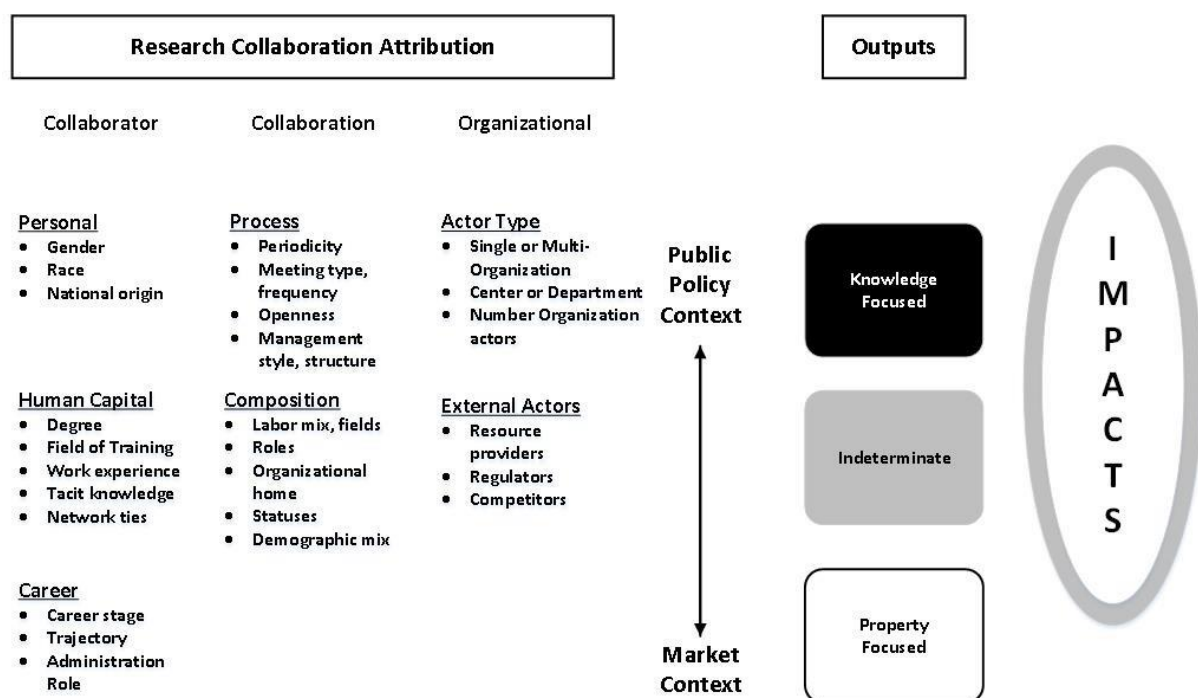 Research Collaboration Attribution
Outputs
Collaborator
Collaboration
Organizational
Personal
• Gender
• Race
• National origin
Human Capital
• Degree
• Field of Training
• Work experience
• Tacit knowledge
• Network ties
Career
• Career stage
• Trajectory
• Administration
Role
Process
• Periodicity
• Meeting type,
frequency
• Openness
• Management
style, structure
Composition
• Labor mix, fields
• Roles
• Organizational
home
• Statuses
• Demographic mix
Actor Type
• Single or Multi-
Organization
• Center or Department
• Number Organization
actors
External Actors
• Resource
providers
• Regulators
• Competitors
Public
Policy
Context
Market
Context
Knowledge
Focused
Indeterminate
Property
Focused
I
M
P
A
C
T
S